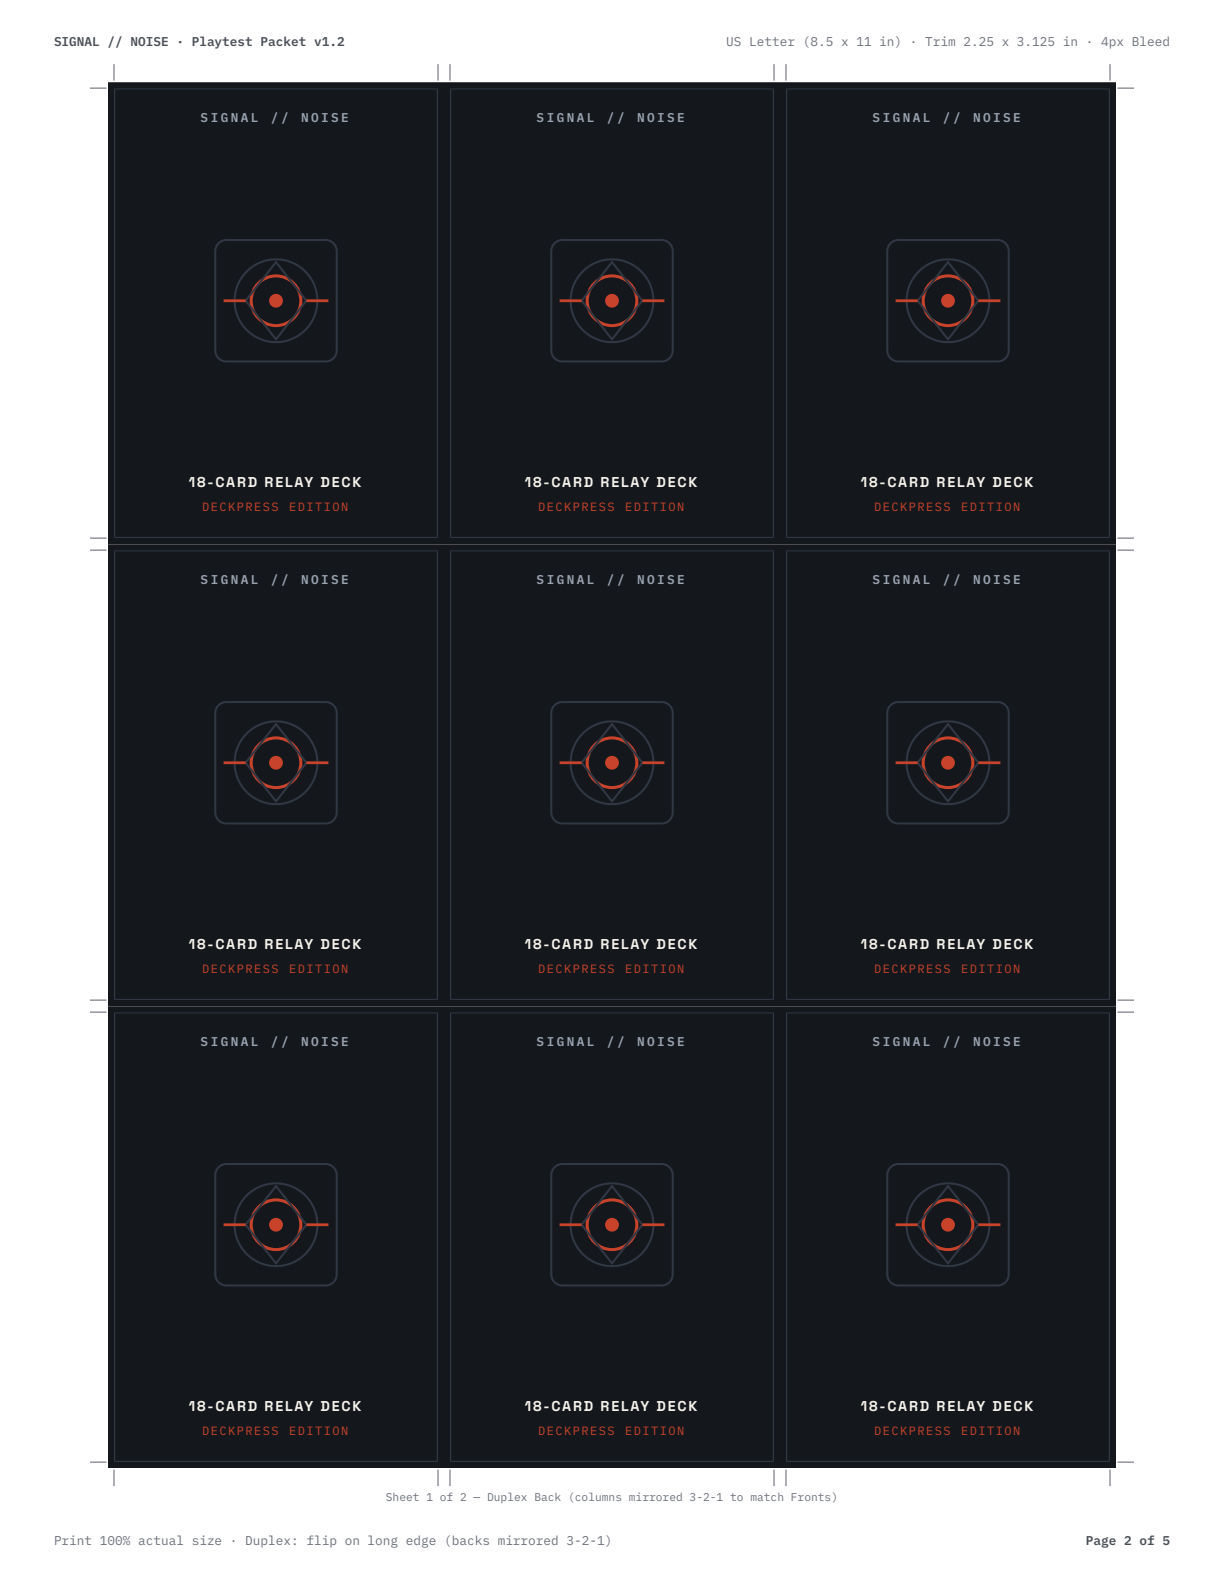 SIGNAL // NOISE · Playtest Packet v1.2
US Letter (8.5 x 11 in) · Trim 2.25 x 3.125 in · 4px Bleed
SIGNAL // NOISE
SIGNAL // NOISE
SIGNAL // NOISE
18-CARD RELAY DECK
18-CARD RELAY DECK
18-CARD RELAY DECK
DECKPRESS EDITION
DECKPRESS EDITION
DECKPRESS EDITION
SIGNAL // NOISE
SIGNAL // NOISE
SIGNAL // NOISE
18-CARD RELAY DECK
18-CARD RELAY DECK
18-CARD RELAY DECK
DECKPRESS EDITION
DECKPRESS EDITION
DECKPRESS EDITION
SIGNAL // NOISE
SIGNAL // NOISE
SIGNAL // NOISE
18-CARD RELAY DECK
18-CARD RELAY DECK
18-CARD RELAY DECK
DECKPRESS EDITION
DECKPRESS EDITION
DECKPRESS EDITION
Sheet 1 of 2 — Duplex Back (columns mirrored 3-2-1 to match Fronts)
Print 100% actual size · Duplex: flip on long edge (backs mirrored 3-2-1)
Page 2 of 5